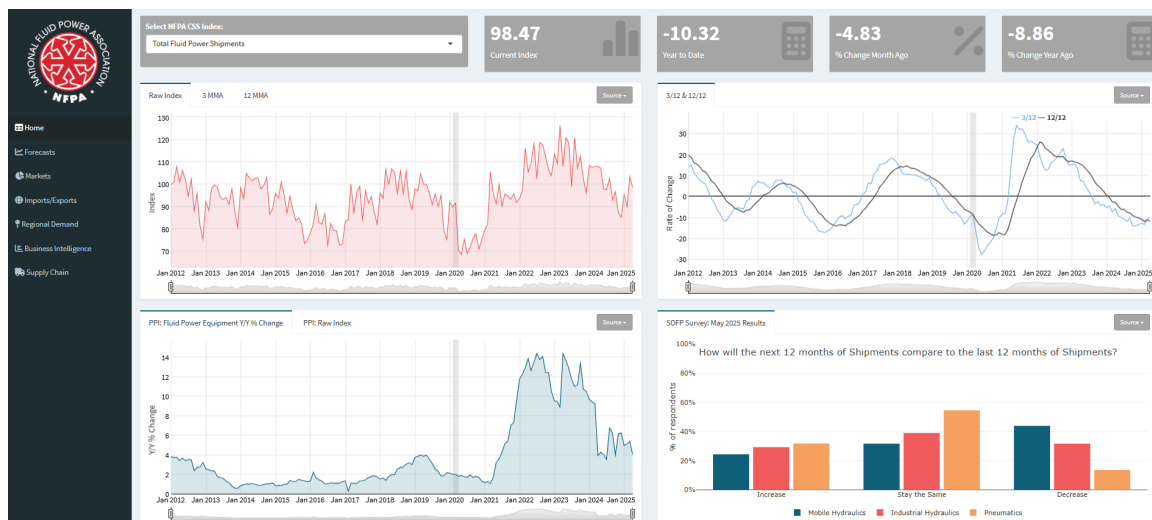 NATIONAL FLUID POWER ASSOCIATION
NFPA
Home
Forecasts
Markets
Imports/Exports
Regional Demand
Business Intelligence
Supply Chain
Select NFPA CSS Index:
Total Fluid Power Shipments
98.47
Current Index
-10.32
Year to Date
-4.83
% Change Month Ago
-8.86
% Change Year Ago
Raw Index 3 MMA 12 MMA Source
130
120
110
100
90
80
70
Index
Jan 2012 Jan 2013 Jan 2014 Jan 2015 Jan 2016 Jan 2017 Jan 2018 Jan 2019 Jan 2020 Jan 2021 Jan 2022 Jan 2023 Jan 2025
3/12 & 12/12 Source
3/12 12/12
30
20
10
0
-10
-20
-30
Rate of Change
Jan 2012 Jan 2013 Jan 2014 Jan 2015 Jan 2016 Jan 2017 Jan 2018 Jan 2019 Jan 2020 Jan 2021 Jan 2022 Jan 2023 Jan 2025
PPI: Fluid Power Equipment Y/Y % Change PPI: Raw Index Source
14
12
10
8
6
4
2
0
Y/Y % Change
Jan 2012 Jan 2013 Jan 2014 Jan 2015 Jan 2016 Jan 2017 Jan 2018 Jan 2019 Jan 2020 Jan 2021 Jan 2022 Jan 2023 Jan 2025
SOFP Survey: May 2025 Results Source
How will the next 12 months of Shipments compare to the last 12 months of Shipments?
100%
80%
60%
40%
20%
0%
% of respondents
Increase Stay the Same Decrease
Mobile Hydraulics Industrial Hydraulics Pneumatics